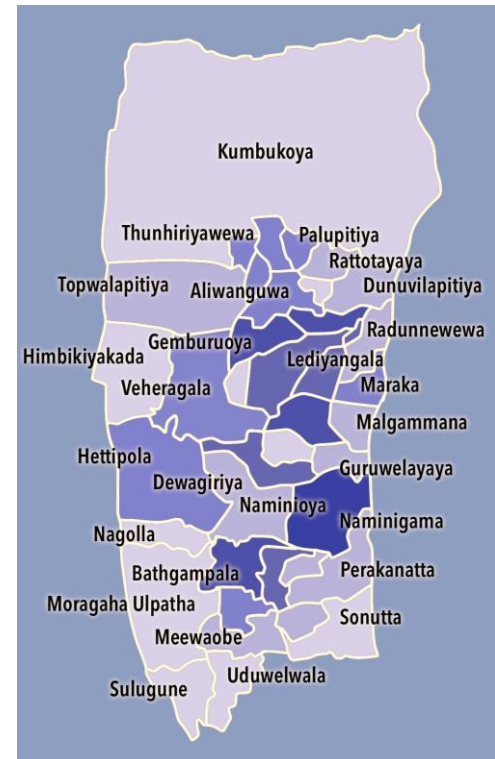 Kumbukoya
Thunhiriyawewa
Palupitiya
Rattotayaya
Topwalapitiya
Aliwanguwa
Dunuvilapitiya
Radunnewewa
Gemburuoya
Himbikiyakada
Lediyangala
Veheragala
Maraka
Malgammana
Hettipola
Guruwelayaya
Dewagiriya
Naminioya
Naminigama
Nagolla
Bathgampala
Perakanatta
Moragaha Ulpatha
Sonutta
Meewaobe
Uduwelwala
Sulugune